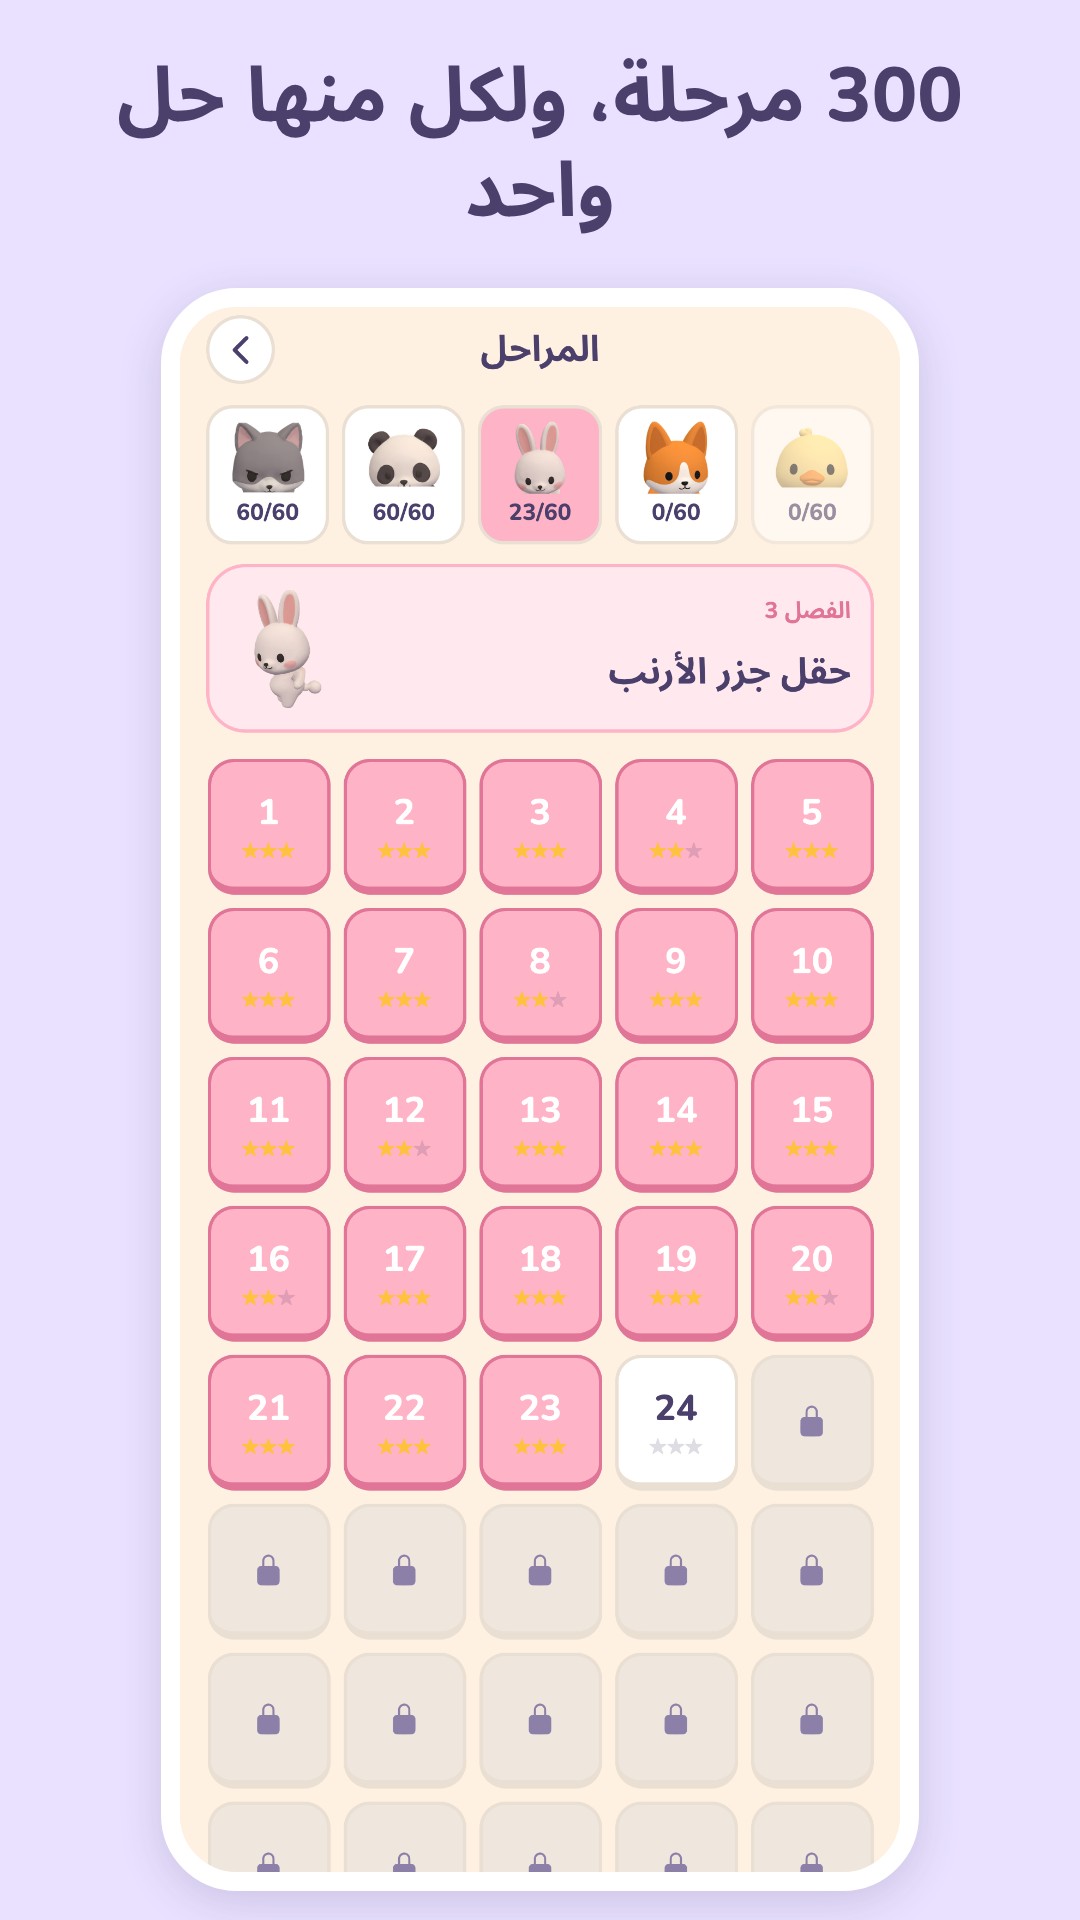 300 مرحلة، ولكل منها حل
واحد
المراحل
60/60 60/60 23/60 0/60 0/60
الفصل 3
حقل جزر الأرنب
1 2 3 4 5
6 7 8 9 10
11 12 13 14 15
16 17 18 19 20
21 22 23 24